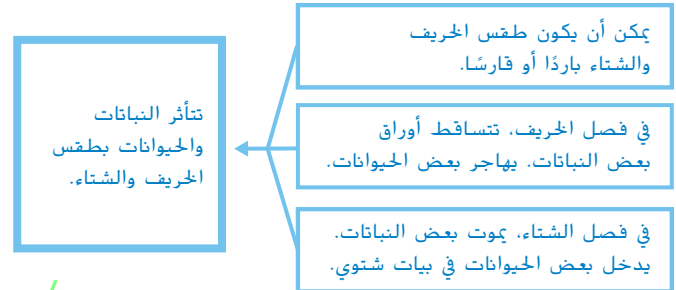 يمكن أن يكون طقس الخريف
والشتاء باردًا أو قارسًا.
في فصل الخريف، تتساقط أوراق
بعض النباتات. يهاجر بعض الحيوانات.
في فصل الشتاء، يموت بعض النباتات.
يدخل بعض الحيوانات في بيات شتوي.
تتأثر النباتات
والحيوانات بطقس
الخريف والشتاء.